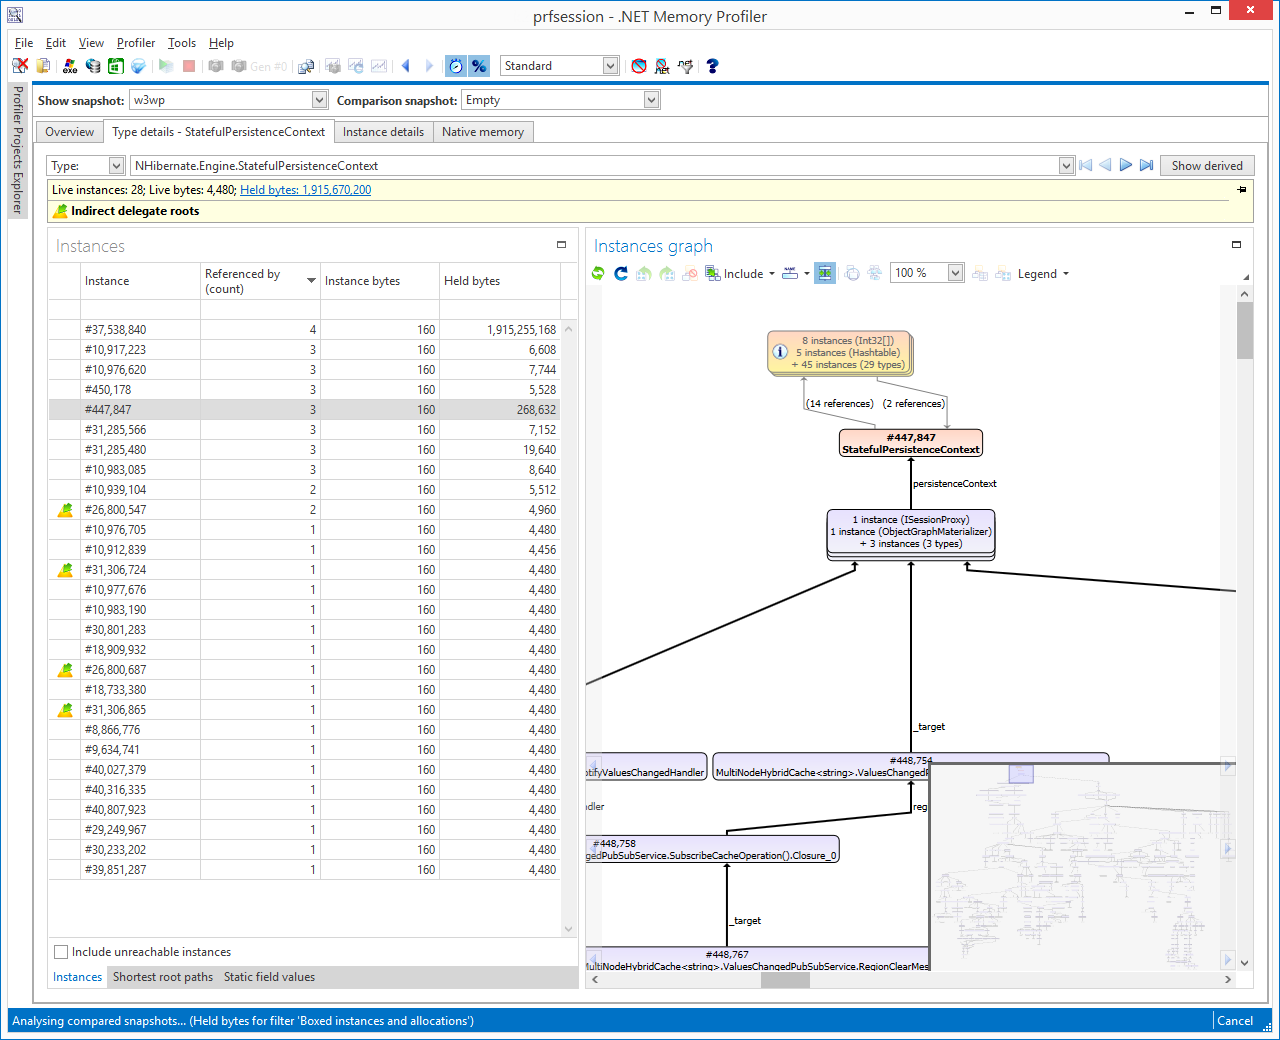 prfsession - .NET Memory Profiler
File Edit View Profiler Tools Help
exe Gen #0 % Standard .NET .net ?
Profiler Projects Explorer
Show snapshot: w3wp Comparison snapshot: Empty
Overview Type details - StatefulPersistenceContext Instance details Native memory
Type: NHibernate.Engine.StatefulPersistenceContext Show derived
Live instances: 28; Live bytes: 4,480; Held bytes: 1,915,670,200
Indirect delegate roots
Instances
Instance Referenced by (count) Instance bytes Held bytes
#37,538,840 4 160 1,915,255,168
#10,917,223 3 160 6,608
#10,976,620 3 160 7,744
#450,178 3 160 5,528
#447,847 3 160 268,632
#31,285,566 3 160 7,152
#31,285,480 3 160 19,640
#10,983,085 3 160 8,640
#10,939,104 2 160 5,512
#26,800,547 2 160 4,960
#10,976,705 1 160 4,480
#10,912,839 1 160 4,456
#31,306,724 1 160 4,480
#10,977,676 1 160 4,480
#10,983,190 1 160 4,480
#30,801,283 1 160 4,480
#18,909,932 1 160 4,480
#26,800,687 1 160 4,480
#18,733,380 1 160 4,480
#31,306,865 1 160 4,480
#8,866,776 1 160 4,480
#9,634,741 1 160 4,480
#40,027,379 1 160 4,480
#40,316,335 1 160 4,480
#40,807,923 1 160 4,480
#29,249,967 1 160 4,480
#30,233,202 1 160 4,480
#39,851,287 1 160 4,480
Include unreachable instances
Instances Shortest root paths Static field values
Instances graph
Include NAME 100 % Legend
8 instances (Int32[])
5 instances (Hashtable)
+ 45 instances (29 types)
(14 references) (2 references)
#447,847
StatefulPersistenceContext
persistenceContext
1 instance (ISessionProxy)
1 instance (ObjectGraphMaterializer)
+ 3 instances (3 types)
_target
#448,754
otifyValuesChangedHandler MultiNodeHybridCache<string>.ValuesChangedP
ndler reg
#448,758
gedPubSubService.SubscribeCacheOperation().Closure_0
_target
#448,767
MultiNodeHybridCache<string>.ValuesChangedPubSubService.RegionClearMes
Analysing compared snapshots... (Held bytes for filter 'Boxed instances and allocations') Cancel